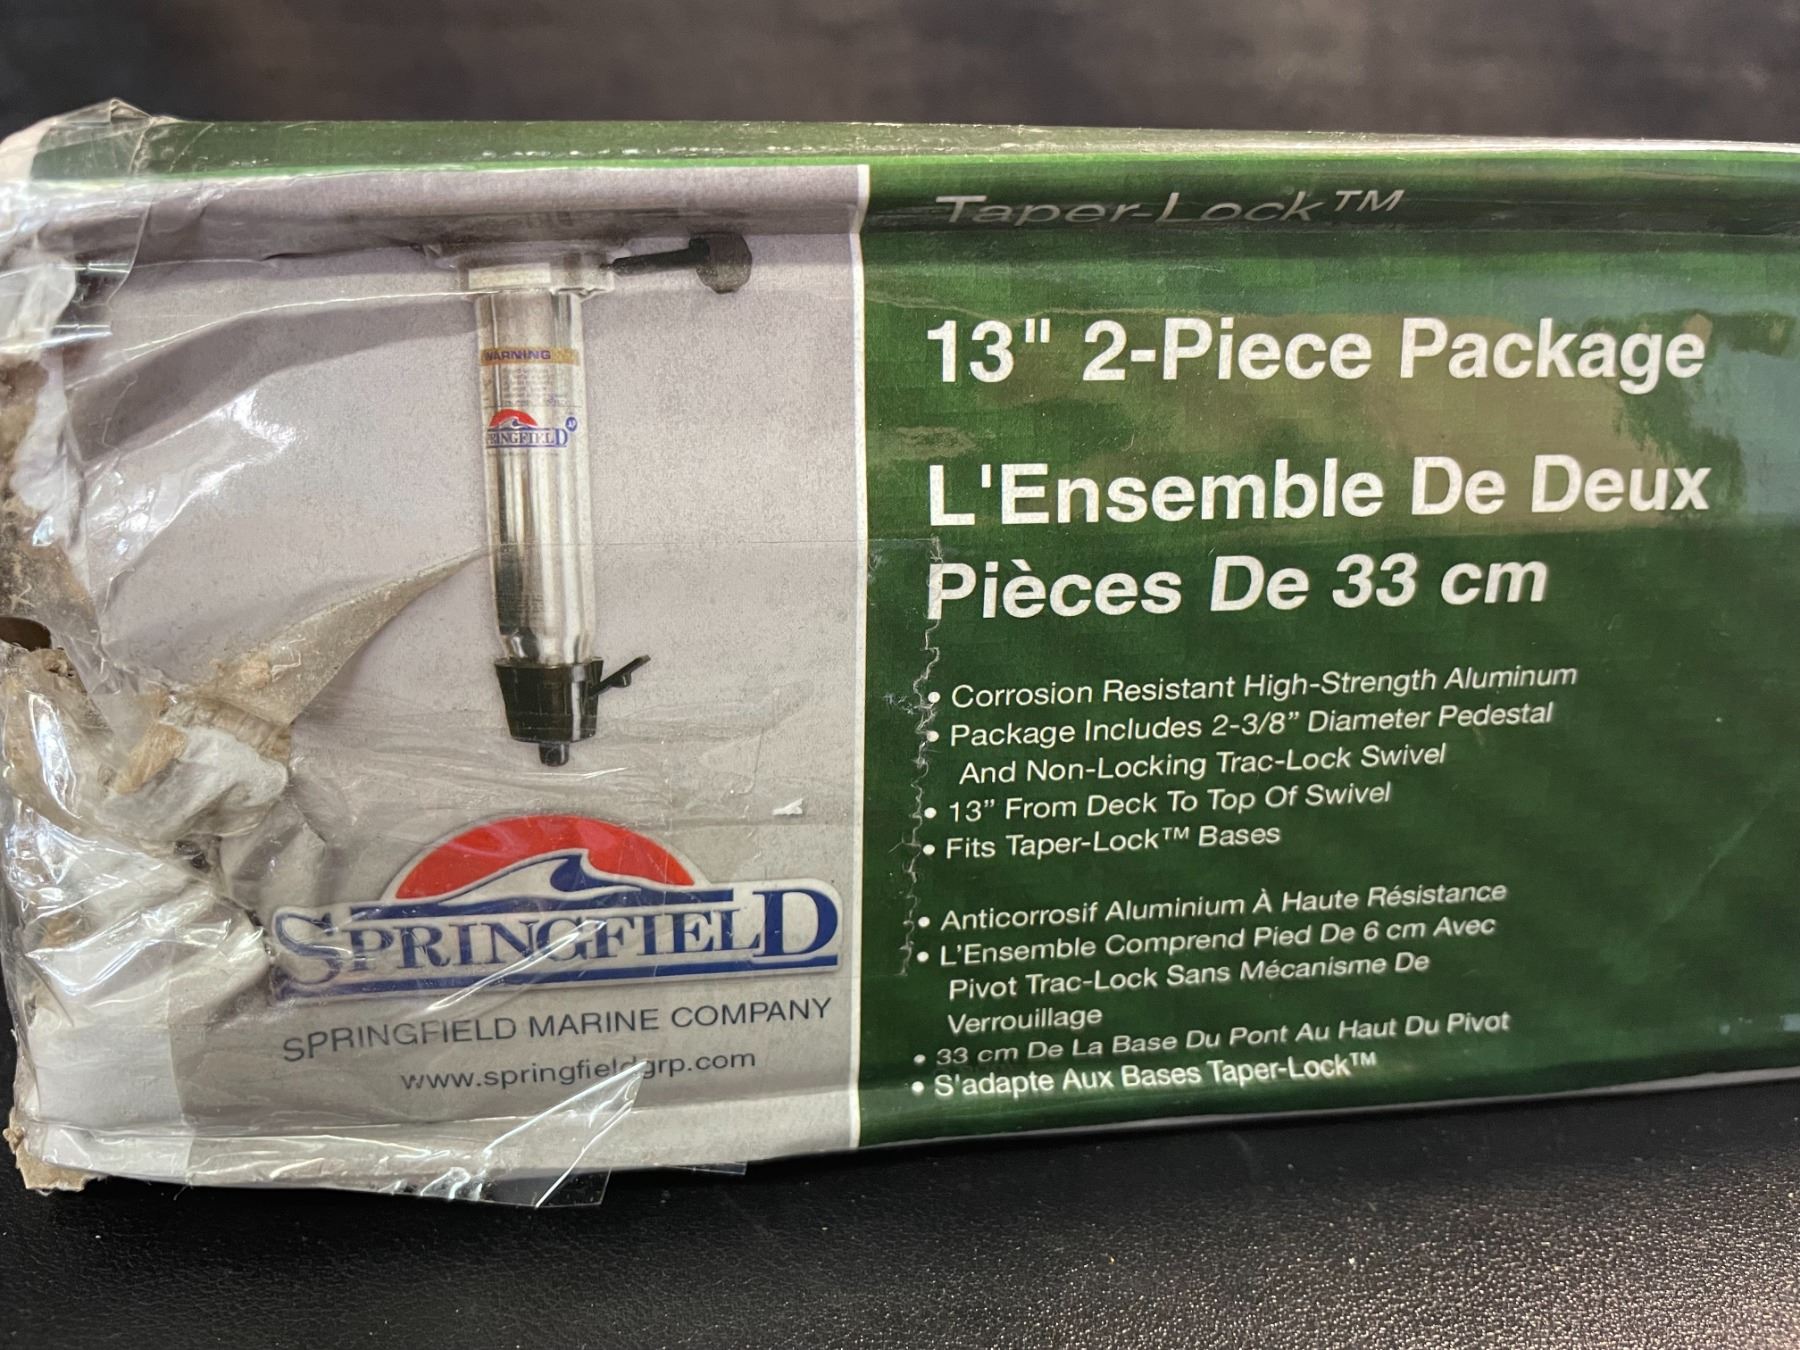 Taper-Lock™
13" 2-Piece Package
L'Ensemble De Deux
Pièces De 33 cm
• Corrosion Resistant High-Strength Aluminum
• Package Includes 2-3/8” Diameter Pedestal
And Non-Locking Trac-Lock Swivel
• 13” From Deck To Top Of Swivel
• Fits Taper-Lock™ Bases
• Anticorrosif Aluminium À Haute Résistance
• L’Ensemble Comprend Pied De 6 cm Avec
Pivot Trac-Lock Sans Mécanisme De
Verrouillage
• 33 cm De La Base Du Pont Au Haut Du Pivot
• S'adapte Aux Bases Taper-Lock™
WARNING
SPRINGFIELD
SPRINGFIELD
SPRINGFIELD MARINE COMPANY
www.springfieldgrp.com